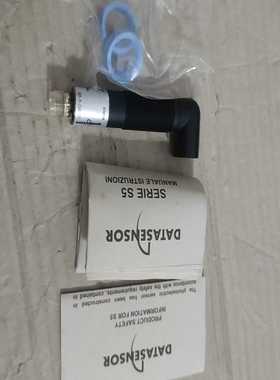 SERIE S5
MANUALE ISTRUZIONI
DATASENSOR
DATASENSOR
PRODUCT SAFETY
INFORMATION FOR S5
The photoelectric sensor has been constructed in
accordance with the safety requirements, contained